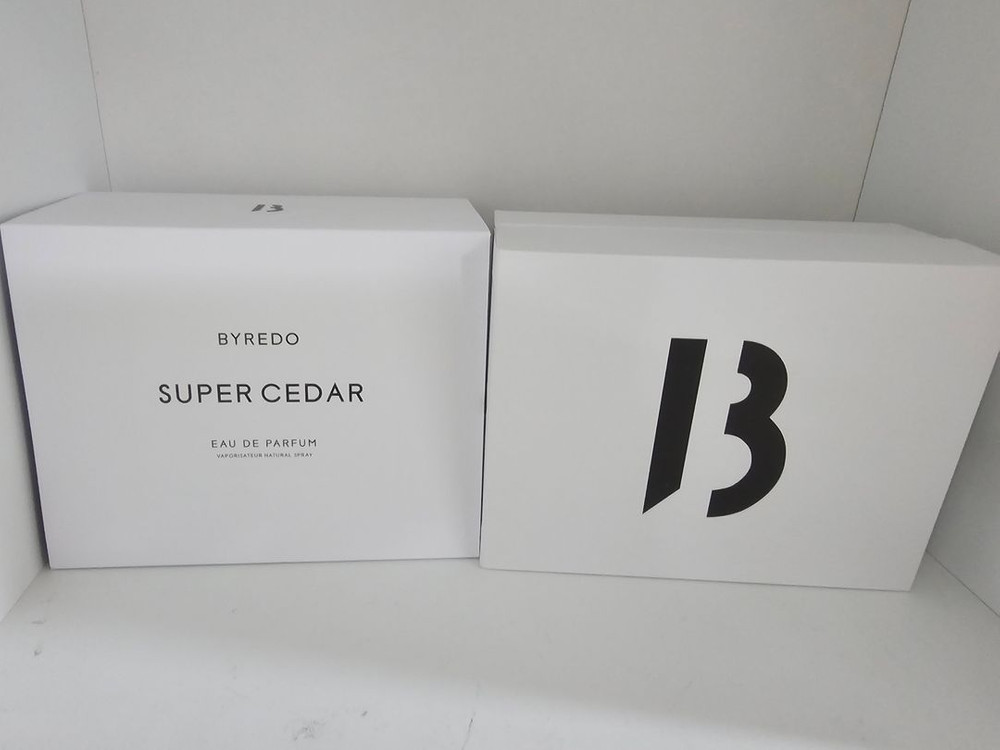 B
BYREDO
SUPER CEDAR
EAU DE PARFUM
VAPORISATEUR NATURAL SPRAY
B